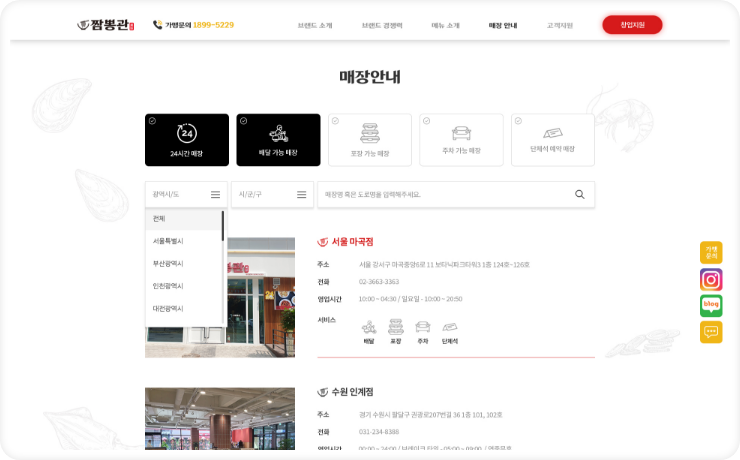 짬뽕관
가맹문의 1899-5229
브랜드 소개
브랜드 경쟁력
메뉴 소개
매장 안내
고객지원
창업지원
매장안내
24
24시간 매장
배달 가능 매장
포장 가능 매장
주차 가능 매장
단체석 예약 매장
광역시/도
시/군/구
매장명 혹은 도로명을 입력해주세요.
전체
서울특별시
부산광역시
인천광역시
대전광역시
서울 마곡점
주소
서울 강서구 마곡중앙6로 11 보타닉파크타워3 1층 124호~126호
전화
02-3663-3363
영업시간
10:00 ~ 04:30 / 일요일 - 10:00 ~ 20:50
서비스
배달
포장
주차
단체석
가맹
문의
blog
수원 인계점
주소
경기 수원시 팔달구 권광로207번길 36 1층 101, 102호
전화
031-234-8388
영업시간